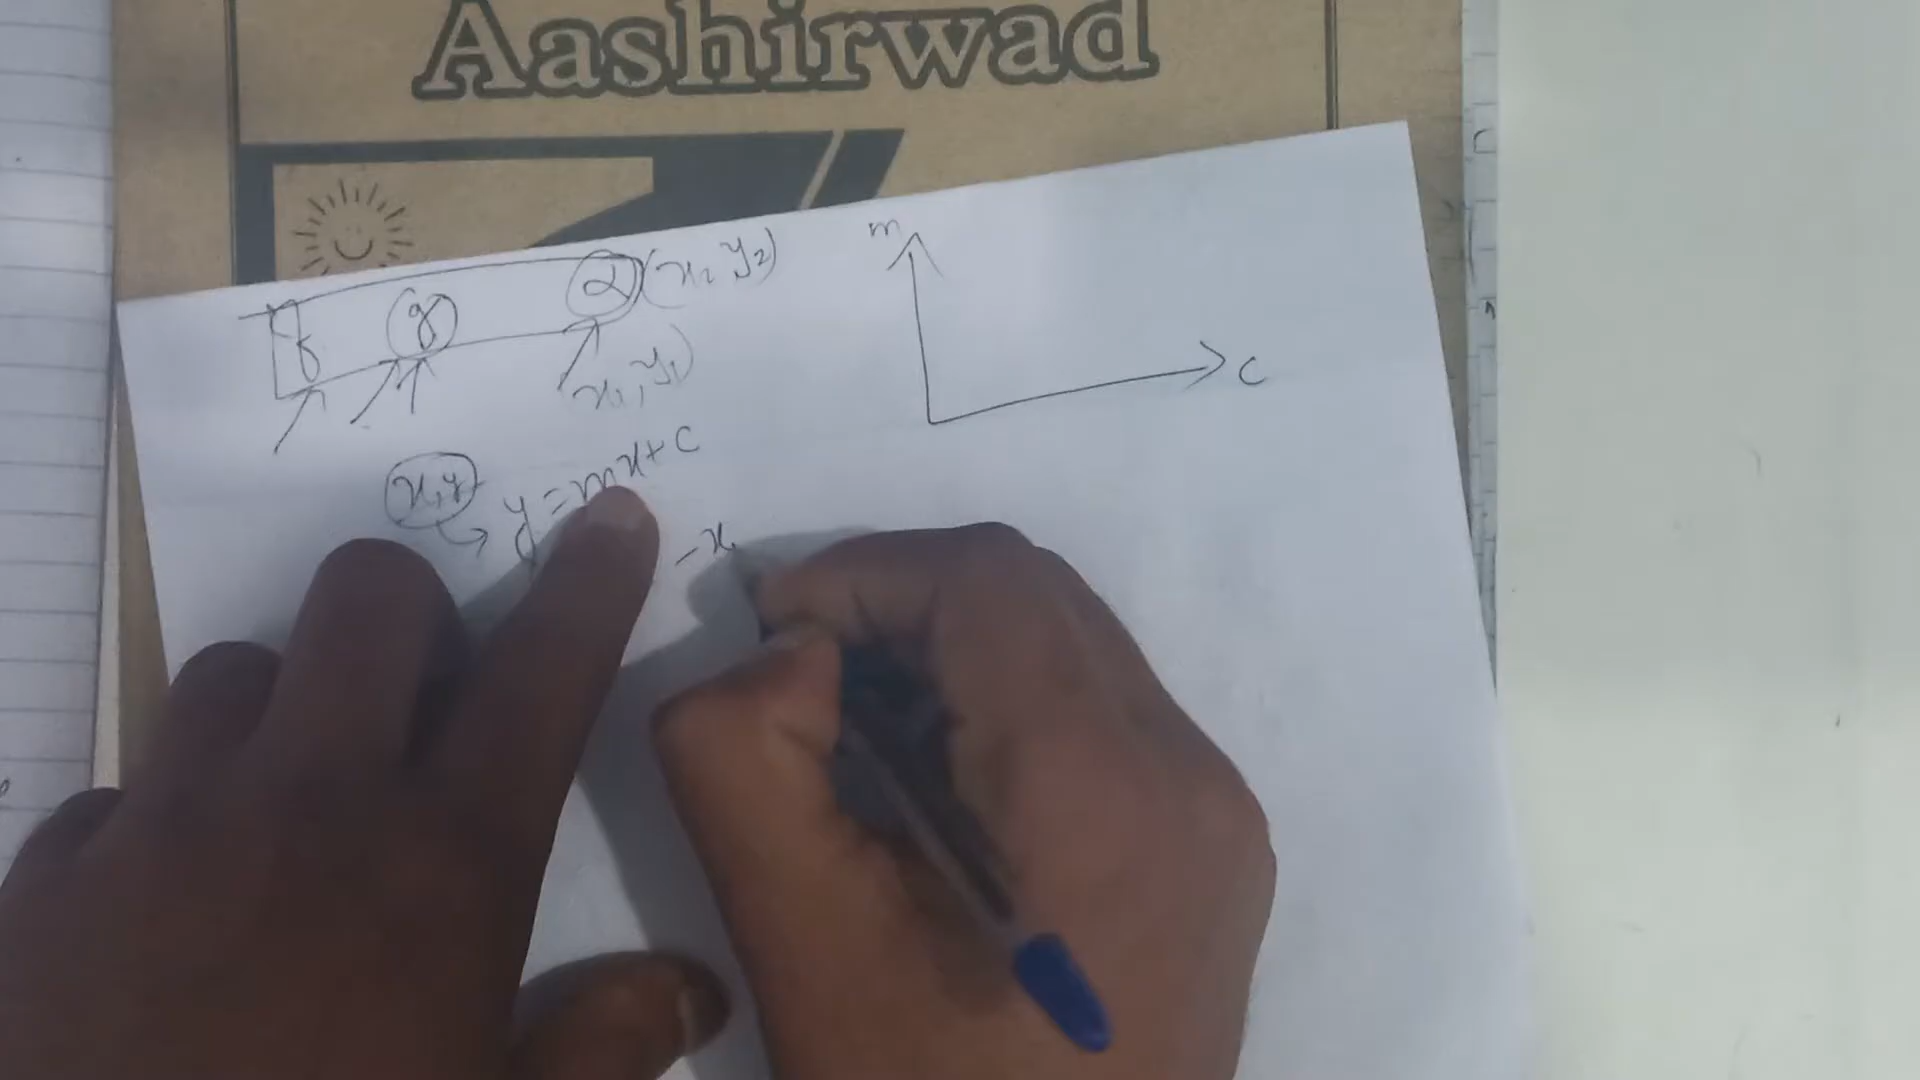 Aashirwad
m
(x₂, y₂)
x₁, y₁)
c
x, y
y = mx + c
- x